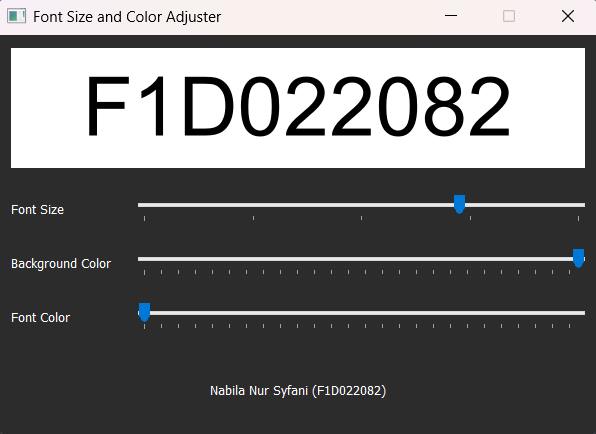 Font Size and Color Adjuster
F1D022082
Font Size
Background Color
Font Color
Nabila Nur Syfani (F1D022082)